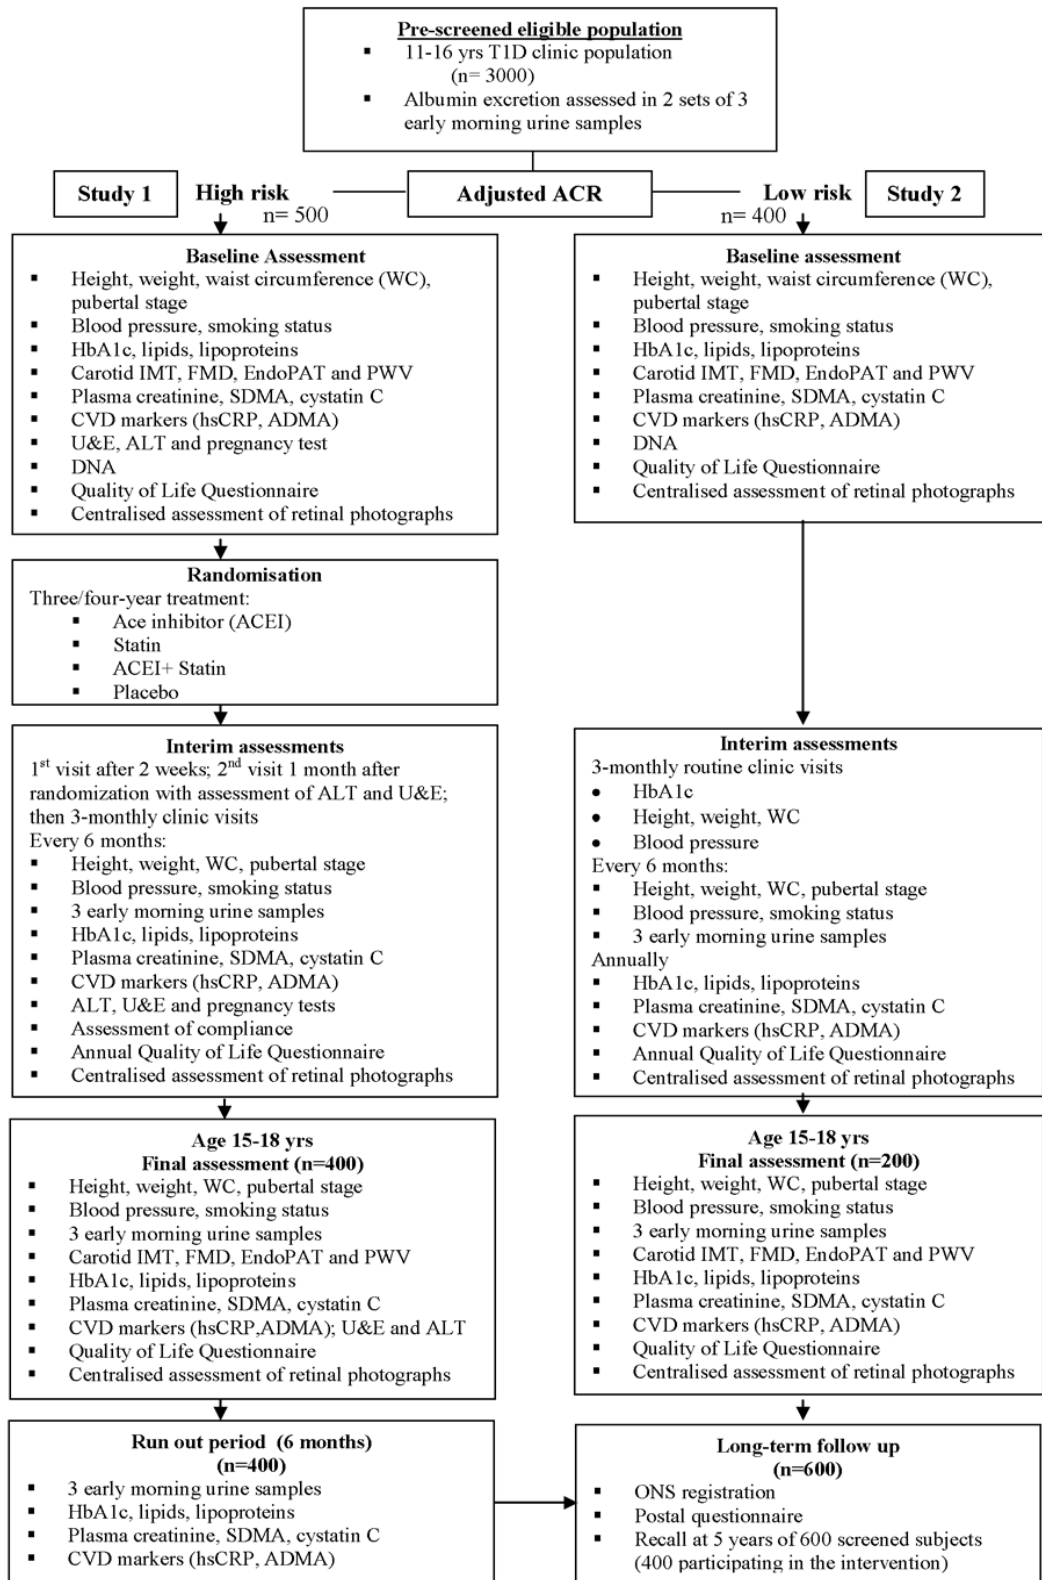 Pre-screened eligible population
▪ 11-16 yrs T1D clinic population
(n= 3000)
▪ Albumin excretion assessed in 2 sets of 3
early morning urine samples
Study 1
High risk
Adjusted ACR
Low risk
Study 2
n= 500
n= 400
Baseline Assessment
▪ Height, weight, waist circumference (WC),
pubertal stage
▪ Blood pressure, smoking status
▪ HbA1c, lipids, lipoproteins
▪ Carotid IMT, FMD, EndoPAT and PWV
▪ Plasma creatinine, SDMA, cystatin C
▪ CVD markers (hsCRP, ADMA)
▪ U&E, ALT and pregnancy test
▪ DNA
▪ Quality of Life Questionnaire
▪ Centralised assessment of retinal photographs
Randomisation
Three/four-year treatment:
▪ Ace inhibitor (ACEI)
▪ Statin
▪ ACEI+ Statin
▪ Placebo
Interim assessments
1st visit after 2 weeks; 2nd visit 1 month after
randomization with assessment of ALT and U&E;
then 3-monthly clinic visits
Every 6 months:
▪ Height, weight, WC, pubertal stage
▪ Blood pressure, smoking status
▪ 3 early morning urine samples
▪ HbA1c, lipids, lipoproteins
▪ Plasma creatinine, SDMA, cystatin C
▪ CVD markers (hsCRP, ADMA)
▪ ALT, U&E and pregnancy tests
▪ Assessment of compliance
▪ Annual Quality of Life Questionnaire
▪ Centralised assessment of retinal photographs
Age 15-18 yrs
Final assessment (n=400)
▪ Height, weight, WC, pubertal stage
▪ Blood pressure, smoking status
▪ 3 early morning urine samples
▪ Carotid IMT, FMD, EndoPAT and PWV
▪ HbA1c, lipids, lipoproteins
▪ Plasma creatinine, SDMA, cystatin C
▪ CVD markers (hsCRP,ADMA); U&E and ALT
▪ Quality of Life Questionnaire
▪ Centralised assessment of retinal photographs
Run out period (6 months)
(n=400)
▪ 3 early morning urine samples
▪ HbA1c, lipids, lipoproteins
▪ Plasma creatinine, SDMA, cystatin C
▪ CVD markers (hsCRP, ADMA)
Baseline assessment
▪ Height, weight, waist circumference (WC),
pubertal stage
▪ Blood pressure, smoking status
▪ HbA1c, lipids, lipoproteins
▪ Carotid IMT, FMD, EndoPAT and PWV
▪ Plasma creatinine, SDMA, cystatin C
▪ CVD markers (hsCRP, ADMA)
▪ DNA
▪ Quality of Life Questionnaire
▪ Centralised assessment of retinal photographs
Interim assessments
3-monthly routine clinic visits
● HbA1c
● Height, weight, WC
● Blood pressure
Every 6 months:
▪ Height, weight, WC, pubertal stage
▪ Blood pressure, smoking status
▪ 3 early morning urine samples
Annually
▪ HbA1c, lipids, lipoproteins
▪ Plasma creatinine, SDMA, cystatin C
▪ CVD markers (hsCRP, ADMA)
▪ Annual Quality of Life Questionnaire
▪ Centralised assessment of retinal photographs
Age 15-18 yrs
Final assessment (n=200)
▪ Height, weight, WC, pubertal stage
▪ Blood pressure, smoking status
▪ 3 early morning urine samples
▪ Carotid IMT, FMD, EndoPAT and PWV
▪ HbA1c, lipids, lipoproteins
▪ Plasma creatinine, SDMA, cystatin C
▪ CVD markers (hsCRP, ADMA)
▪ Quality of Life Questionnaire
▪ Centralised assessment of retinal photographs
Long-term follow up
(n=600)
▪ ONS registration
▪ Postal questionnaire
▪ Recall at 5 years of 600 screened subjects
(400 participating in the intervention)